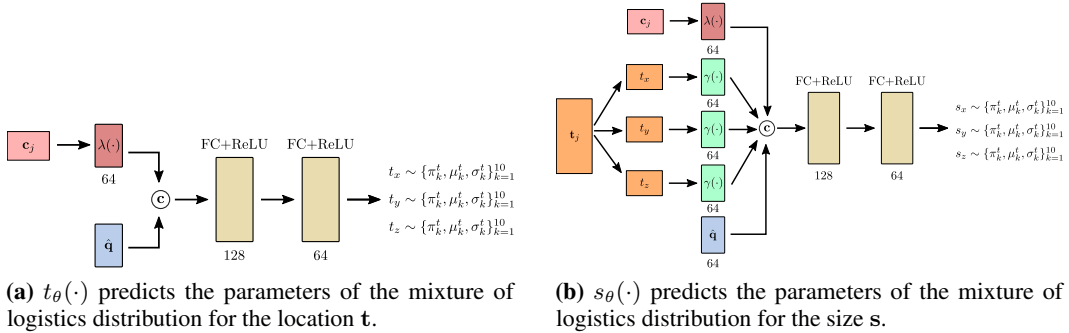 c_j
λ(·)
64
q̂
c
FC+ReLU
128
FC+ReLU
64
t_x ∼ {π_k^t, μ_k^t, σ_k^t}_{k=1}^{10}
t_y ∼ {π_k^t, μ_k^t, σ_k^t}_{k=1}^{10}
t_z ∼ {π_k^t, μ_k^t, σ_k^t}_{k=1}^{10}
(a) t_θ(·) predicts the parameters of the mixture of
logistics distribution for the location t.
c_j
λ(·)
64
t_j
t_x
γ(·)
64
t_y
γ(·)
64
t_z
γ(·)
64
q̂
64
c
FC+ReLU
128
FC+ReLU
64
s_x ∼ {π_k^t, μ_k^t, σ_k^t}_{k=1}^{10}
s_y ∼ {π_k^t, μ_k^t, σ_k^t}_{k=1}^{10}
s_z ∼ {π_k^t, μ_k^t, σ_k^t}_{k=1}^{10}
(b) s_θ(·) predicts the parameters of the mixture of
logistics distribution for the size s.